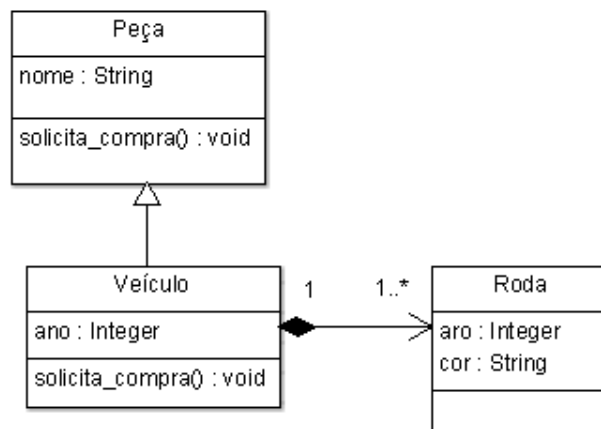 Peça
nome : String
solicita_compra() : void
Veículo
ano : Integer
solicita_compra() : void
1
1..*
Roda
aro : Integer
cor : String